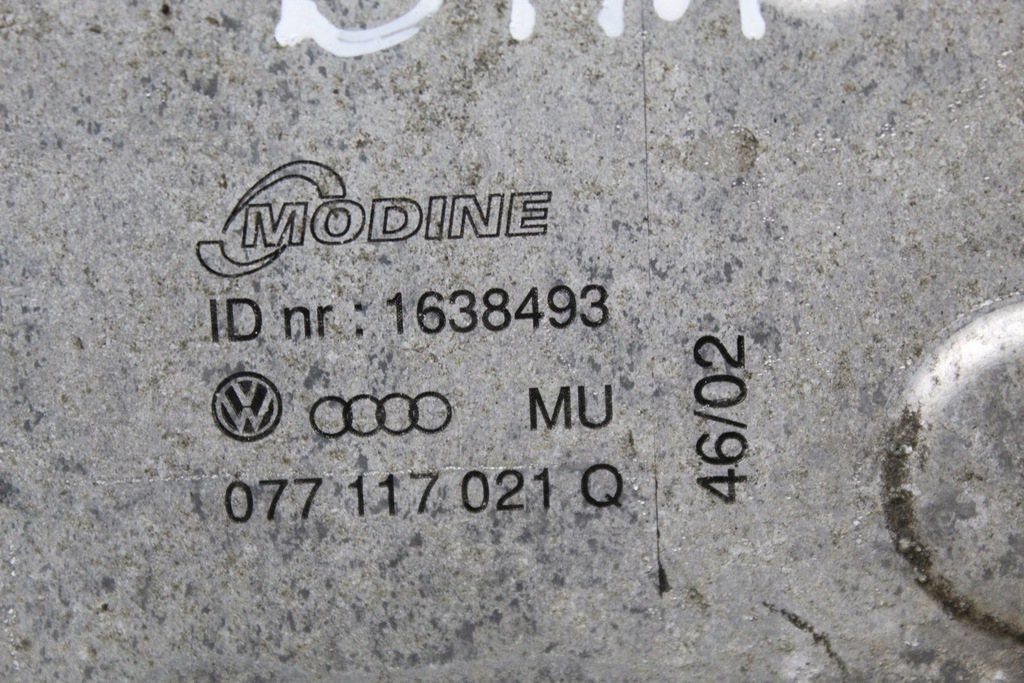 MODINE
ID nr : 1638493
MU
077 117 021 Q
46/02